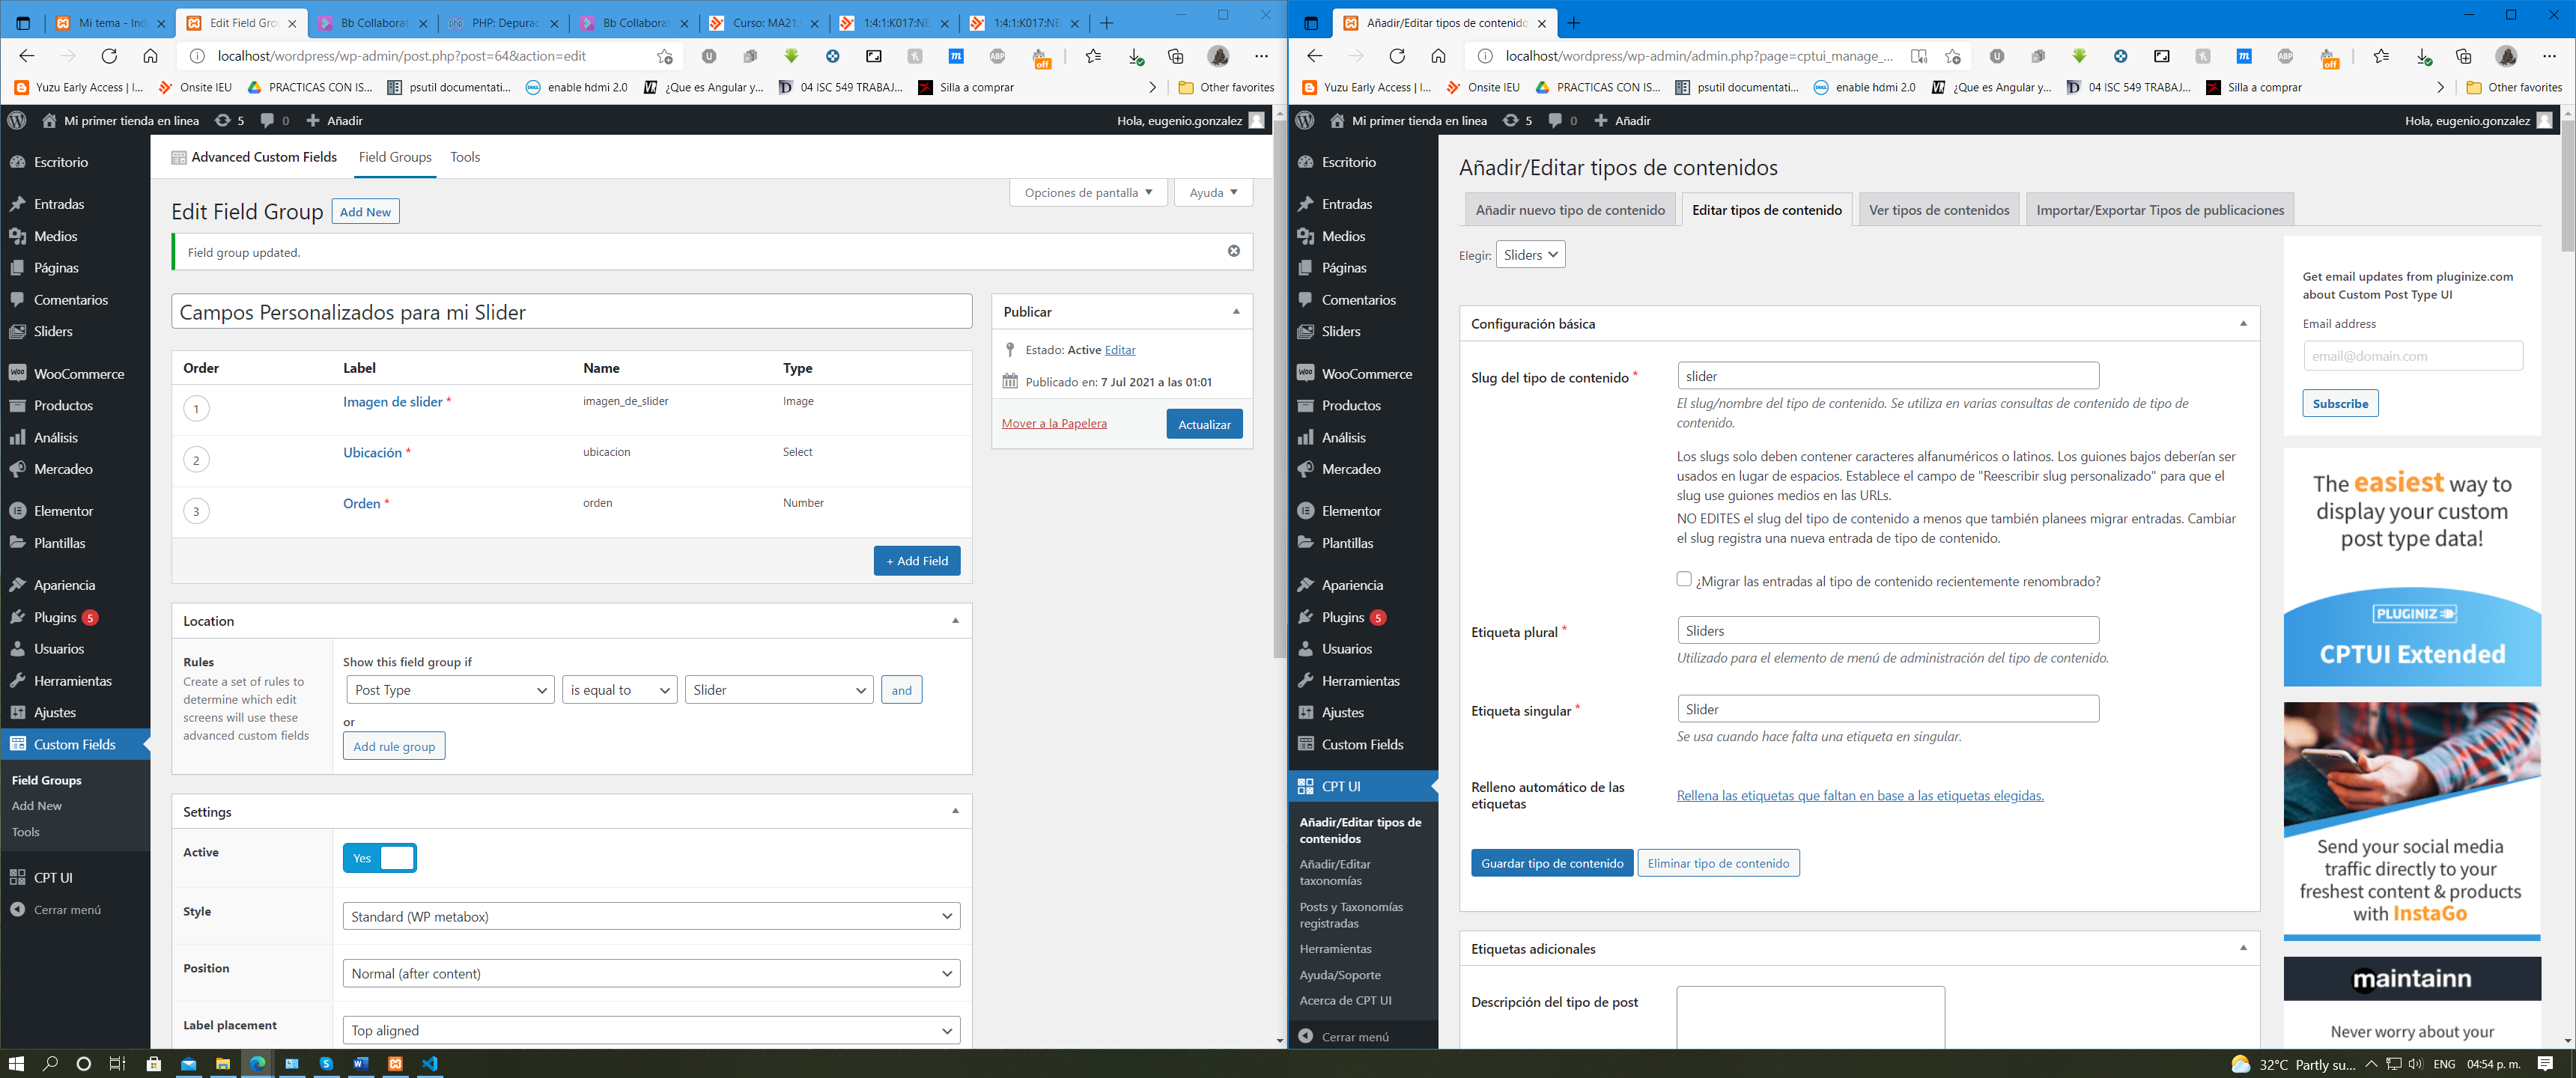 Mi tema - Ind
Edit Field Grou
Bb Collaborat
PHP: Depurac
Bb Collaborat
Curso: MA21:
1:4:1:K017:NE
1:4:1:K017:NE
localhost/wordpress/wp-admin/post.php?post=64&action=edit
Yuzu Early Access | I...
Onsite IEU
PRACTICAS CON IS...
psutil documentati...
enable hdmi 2.0
¿Que es Angular y...
04 ISC 549 TRABAJ...
Silla a comprar
Other favorites
Mi primer tienda en linea
5
0
Añadir
Hola, eugenio.gonzalez
Escritorio
Entradas
Medios
Páginas
Comentarios
Sliders
WooCommerce
Productos
Análisis
Mercadeo
Elementor
Plantillas
Apariencia
Plugins 5
Usuarios
Herramientas
Ajustes
Custom Fields
Field Groups
Add New
Tools
CPT UI
Cerrar menú
Advanced Custom Fields
Field Groups
Tools
Opciones de pantalla
Ayuda
Edit Field Group
Add New
Field group updated.
Campos Personalizados para mi Slider
Order Label Name Type
1 Imagen de slider * imagen_de_slider Image
2 Ubicación * ubicacion Select
3 Orden * orden Number
+ Add Field
Publicar
Estado: Active Editar
Publicado en: 7 Jul 2021 a las 01:01
Mover a la Papelera
Actualizar
Location
Rules
Create a set of rules to
determine which edit
screens will use these
advanced custom fields
Show this field group if
Post Type
is equal to
Slider
and
or
Add rule group
Settings
Active
Yes
Style
Standard (WP metabox)
Position
Normal (after content)
Label placement
Top aligned
Añadir/Editar tipos de contenido
localhost/wordpress/wp-admin/admin.php?page=cptui_manage_...
Yuzu Early Access | I...
Onsite IEU
PRACTICAS CON IS...
psutil documentati...
enable hdmi 2.0
¿Que es Angular y...
04 ISC 549 TRABAJ...
Silla a comprar
Other favorites
Mi primer tienda en linea
5
0
Añadir
Hola, eugenio.gonzalez
Escritorio
Entradas
Medios
Páginas
Comentarios
Sliders
WooCommerce
Productos
Análisis
Mercadeo
Elementor
Plantillas
Apariencia
Plugins 5
Usuarios
Herramientas
Ajustes
Custom Fields
CPT UI
Añadir/Editar tipos de
contenidos
Añadir/Editar
taxonomías
Posts y Taxonomías
registradas
Herramientas
Ayuda/Soporte
Acerca de CPT UI
Cerrar menú
Añadir/Editar tipos de contenidos
Añadir nuevo tipo de contenido
Editar tipos de contenido
Ver tipos de contenidos
Importar/Exportar Tipos de publicaciones
Elegir: Sliders
Configuración básica
Slug del tipo de contenido *
slider
El slug/nombre del tipo de contenido. Se utiliza en varias consultas de contenido de tipo de
contenido.
Los slugs solo deben contener caracteres alfanuméricos o latinos. Los guiones bajos deberían ser
usados en lugar de espacios. Establece el campo de "Reescribir slug personalizado" para que el
slug use guiones medios en las URLs.
NO EDITES el slug del tipo de contenido a menos que también planees migrar entradas. Cambiar
el slug registra una nueva entrada de tipo de contenido.
¿Migrar las entradas al tipo de contenido recientemente renombrado?
Etiqueta plural *
Sliders
Utilizado para el elemento de menú de administración del tipo de contenido.
Etiqueta singular *
Slider
Se usa cuando hace falta una etiqueta en singular.
Relleno automático de las
etiquetas
Rellena las etiquetas que faltan en base a las etiquetas elegidas.
Guardar tipo de contenido
Eliminar tipo de contenido
Etiquetas adicionales
Descripción del tipo de post
Get email updates from pluginize.com
about Custom Post Type UI
Email address
email@domain.com
Subscribe
The easiest way to
display your custom
post type data!
PLUGINIZE
CPTUI Extended
Send your social media
traffic directly to your
freshest content & products
with InstaGo
maintainn
Never worry about your
32°C Partly su...
ENG
04:54 p. m.